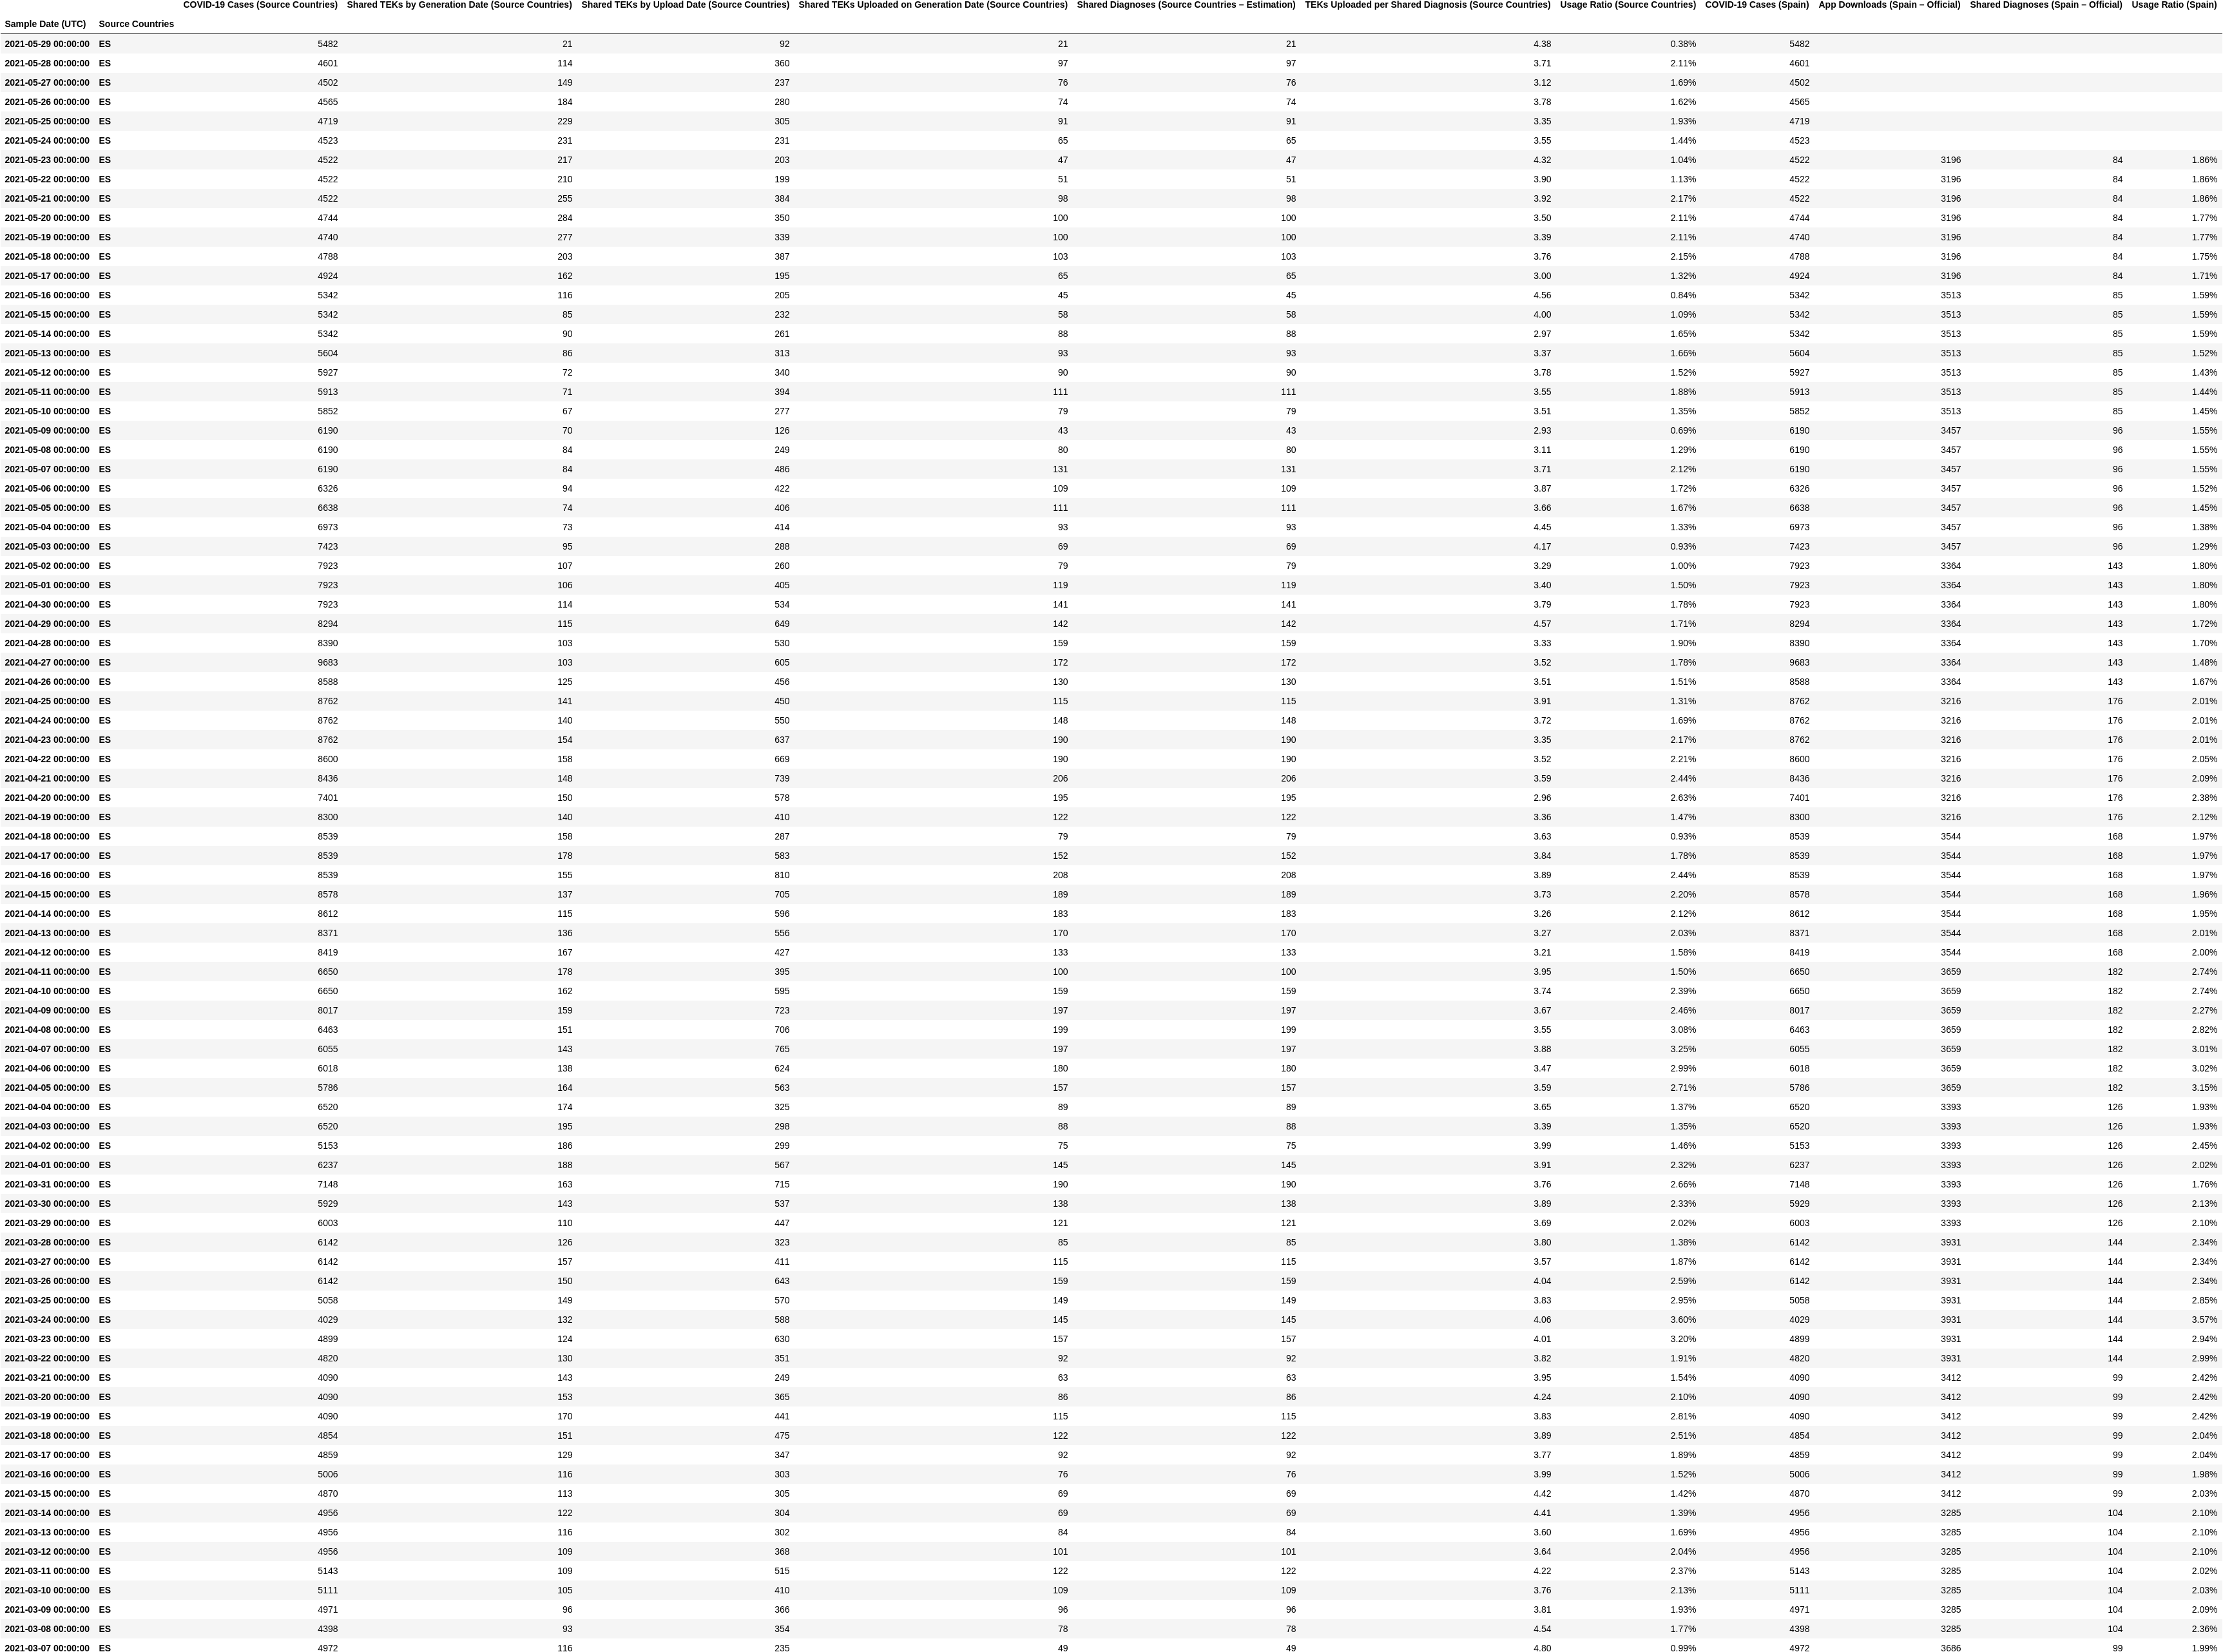 COVID-19 Cases (Source Countries) Shared TEKs by Generation Date (Source Countries) Shared TEKs by Upload Date (Source Countries) Shared TEKs Uploaded on Generation Date (Source Countries) Shared Diagnoses (Source Countries – Estimation) TEKs Uploaded per Shared Diagnosis (Source Countries) Usage Ratio (Source Countries) COVID-19 Cases (Spain) App Downloads (Spain – Official) Shared Diagnoses (Spain – Official) Usage Ratio (Spain)
Sample Date (UTC) Source Countries
2021-05-29 00:00:00 ES 5482 21 92 21 21 4.38 0.38% 5482
2021-05-28 00:00:00 ES 4601 114 360 97 97 3.71 2.11% 4601
2021-05-27 00:00:00 ES 4502 149 237 76 76 3.12 1.69% 4502
2021-05-26 00:00:00 ES 4565 184 280 74 74 3.78 1.62% 4565
2021-05-25 00:00:00 ES 4719 229 305 91 91 3.35 1.93% 4719
2021-05-24 00:00:00 ES 4523 231 231 65 65 3.55 1.44% 4523
2021-05-23 00:00:00 ES 4522 217 203 47 47 4.32 1.04% 4522 3196 84 1.86%
2021-05-22 00:00:00 ES 4522 210 199 51 51 3.90 1.13% 4522 3196 84 1.86%
2021-05-21 00:00:00 ES 4522 255 384 98 98 3.92 2.17% 4522 3196 84 1.86%
2021-05-20 00:00:00 ES 4744 284 350 100 100 3.50 2.11% 4744 3196 84 1.77%
2021-05-19 00:00:00 ES 4740 277 339 100 100 3.39 2.11% 4740 3196 84 1.77%
2021-05-18 00:00:00 ES 4788 203 387 103 103 3.76 2.15% 4788 3196 84 1.75%
2021-05-17 00:00:00 ES 4924 162 195 65 65 3.00 1.32% 4924 3196 84 1.71%
2021-05-16 00:00:00 ES 5342 116 205 45 45 4.56 0.84% 5342 3513 85 1.59%
2021-05-15 00:00:00 ES 5342 85 232 58 58 4.00 1.09% 5342 3513 85 1.59%
2021-05-14 00:00:00 ES 5342 90 261 88 88 2.97 1.65% 5342 3513 85 1.59%
2021-05-13 00:00:00 ES 5604 86 313 93 93 3.37 1.66% 5604 3513 85 1.52%
2021-05-12 00:00:00 ES 5927 72 340 90 90 3.78 1.52% 5927 3513 85 1.43%
2021-05-11 00:00:00 ES 5913 71 394 111 111 3.55 1.88% 5913 3513 85 1.44%
2021-05-10 00:00:00 ES 5852 67 277 79 79 3.51 1.35% 5852 3513 85 1.45%
2021-05-09 00:00:00 ES 6190 70 126 43 43 2.93 0.69% 6190 3457 96 1.55%
2021-05-08 00:00:00 ES 6190 84 249 80 80 3.11 1.29% 6190 3457 96 1.55%
2021-05-07 00:00:00 ES 6190 84 486 131 131 3.71 2.12% 6190 3457 96 1.55%
2021-05-06 00:00:00 ES 6326 94 422 109 109 3.87 1.72% 6326 3457 96 1.52%
2021-05-05 00:00:00 ES 6638 74 406 111 111 3.66 1.67% 6638 3457 96 1.45%
2021-05-04 00:00:00 ES 6973 73 414 93 93 4.45 1.33% 6973 3457 96 1.38%
2021-05-03 00:00:00 ES 7423 95 288 69 69 4.17 0.93% 7423 3457 96 1.29%
2021-05-02 00:00:00 ES 7923 107 260 79 79 3.29 1.00% 7923 3364 143 1.80%
2021-05-01 00:00:00 ES 7923 106 405 119 119 3.40 1.50% 7923 3364 143 1.80%
2021-04-30 00:00:00 ES 7923 114 534 141 141 3.79 1.78% 7923 3364 143 1.80%
2021-04-29 00:00:00 ES 8294 115 649 142 142 4.57 1.71% 8294 3364 143 1.72%
2021-04-28 00:00:00 ES 8390 103 530 159 159 3.33 1.90% 8390 3364 143 1.70%
2021-04-27 00:00:00 ES 9683 103 605 172 172 3.52 1.78% 9683 3364 143 1.48%
2021-04-26 00:00:00 ES 8588 125 456 130 130 3.51 1.51% 8588 3364 143 1.67%
2021-04-25 00:00:00 ES 8762 141 450 115 115 3.91 1.31% 8762 3216 176 2.01%
2021-04-24 00:00:00 ES 8762 140 550 148 148 3.72 1.69% 8762 3216 176 2.01%
2021-04-23 00:00:00 ES 8762 154 637 190 190 3.35 2.17% 8762 3216 176 2.01%
2021-04-22 00:00:00 ES 8600 158 669 190 190 3.52 2.21% 8600 3216 176 2.05%
2021-04-21 00:00:00 ES 8436 148 739 206 206 3.59 2.44% 8436 3216 176 2.09%
2021-04-20 00:00:00 ES 7401 150 578 195 195 2.96 2.63% 7401 3216 176 2.38%
2021-04-19 00:00:00 ES 8300 140 410 122 122 3.36 1.47% 8300 3216 176 2.12%
2021-04-18 00:00:00 ES 8539 158 287 79 79 3.63 0.93% 8539 3544 168 1.97%
2021-04-17 00:00:00 ES 8539 178 583 152 152 3.84 1.78% 8539 3544 168 1.97%
2021-04-16 00:00:00 ES 8539 155 810 208 208 3.89 2.44% 8539 3544 168 1.97%
2021-04-15 00:00:00 ES 8578 137 705 189 189 3.73 2.20% 8578 3544 168 1.96%
2021-04-14 00:00:00 ES 8612 115 596 183 183 3.26 2.12% 8612 3544 168 1.95%
2021-04-13 00:00:00 ES 8371 136 556 170 170 3.27 2.03% 8371 3544 168 2.01%
2021-04-12 00:00:00 ES 8419 167 427 133 133 3.21 1.58% 8419 3544 168 2.00%
2021-04-11 00:00:00 ES 6650 178 395 100 100 3.95 1.50% 6650 3659 182 2.74%
2021-04-10 00:00:00 ES 6650 162 595 159 159 3.74 2.39% 6650 3659 182 2.74%
2021-04-09 00:00:00 ES 8017 159 723 197 197 3.67 2.46% 8017 3659 182 2.27%
2021-04-08 00:00:00 ES 6463 151 706 199 199 3.55 3.08% 6463 3659 182 2.82%
2021-04-07 00:00:00 ES 6055 143 765 197 197 3.88 3.25% 6055 3659 182 3.01%
2021-04-06 00:00:00 ES 6018 138 624 180 180 3.47 2.99% 6018 3659 182 3.02%
2021-04-05 00:00:00 ES 5786 164 563 157 157 3.59 2.71% 5786 3659 182 3.15%
2021-04-04 00:00:00 ES 6520 174 325 89 89 3.65 1.37% 6520 3393 126 1.93%
2021-04-03 00:00:00 ES 6520 195 298 88 88 3.39 1.35% 6520 3393 126 1.93%
2021-04-02 00:00:00 ES 5153 186 299 75 75 3.99 1.46% 5153 3393 126 2.45%
2021-04-01 00:00:00 ES 6237 188 567 145 145 3.91 2.32% 6237 3393 126 2.02%
2021-03-31 00:00:00 ES 7148 163 715 190 190 3.76 2.66% 7148 3393 126 1.76%
2021-03-30 00:00:00 ES 5929 143 537 138 138 3.89 2.33% 5929 3393 126 2.13%
2021-03-29 00:00:00 ES 6003 110 447 121 121 3.69 2.02% 6003 3393 126 2.10%
2021-03-28 00:00:00 ES 6142 126 323 85 85 3.80 1.38% 6142 3931 144 2.34%
2021-03-27 00:00:00 ES 6142 157 411 115 115 3.57 1.87% 6142 3931 144 2.34%
2021-03-26 00:00:00 ES 6142 150 643 159 159 4.04 2.59% 6142 3931 144 2.34%
2021-03-25 00:00:00 ES 5058 149 570 149 149 3.83 2.95% 5058 3931 144 2.85%
2021-03-24 00:00:00 ES 4029 132 588 145 145 4.06 3.60% 4029 3931 144 3.57%
2021-03-23 00:00:00 ES 4899 124 630 157 157 4.01 3.20% 4899 3931 144 2.94%
2021-03-22 00:00:00 ES 4820 130 351 92 92 3.82 1.91% 4820 3931 144 2.99%
2021-03-21 00:00:00 ES 4090 143 249 63 63 3.95 1.54% 4090 3412 99 2.42%
2021-03-20 00:00:00 ES 4090 153 365 86 86 4.24 2.10% 4090 3412 99 2.42%
2021-03-19 00:00:00 ES 4090 170 441 115 115 3.83 2.81% 4090 3412 99 2.42%
2021-03-18 00:00:00 ES 4854 151 475 122 122 3.89 2.51% 4854 3412 99 2.04%
2021-03-17 00:00:00 ES 4859 129 347 92 92 3.77 1.89% 4859 3412 99 2.04%
2021-03-16 00:00:00 ES 5006 116 303 76 76 3.99 1.52% 5006 3412 99 1.98%
2021-03-15 00:00:00 ES 4870 113 305 69 69 4.42 1.42% 4870 3412 99 2.03%
2021-03-14 00:00:00 ES 4956 122 304 69 69 4.41 1.39% 4956 3285 104 2.10%
2021-03-13 00:00:00 ES 4956 116 302 84 84 3.60 1.69% 4956 3285 104 2.10%
2021-03-12 00:00:00 ES 4956 109 368 101 101 3.64 2.04% 4956 3285 104 2.10%
2021-03-11 00:00:00 ES 5143 109 515 122 122 4.22 2.37% 5143 3285 104 2.02%
2021-03-10 00:00:00 ES 5111 105 410 109 109 3.76 2.13% 5111 3285 104 2.03%
2021-03-09 00:00:00 ES 4971 96 366 96 96 3.81 1.93% 4971 3285 104 2.09%
2021-03-08 00:00:00 ES 4398 93 354 78 78 4.54 1.77% 4398 3285 104 2.36%
2021-03-07 00:00:00 ES 4972 116 235 49 49 4.80 0.99% 4972 3686 99 1.99%